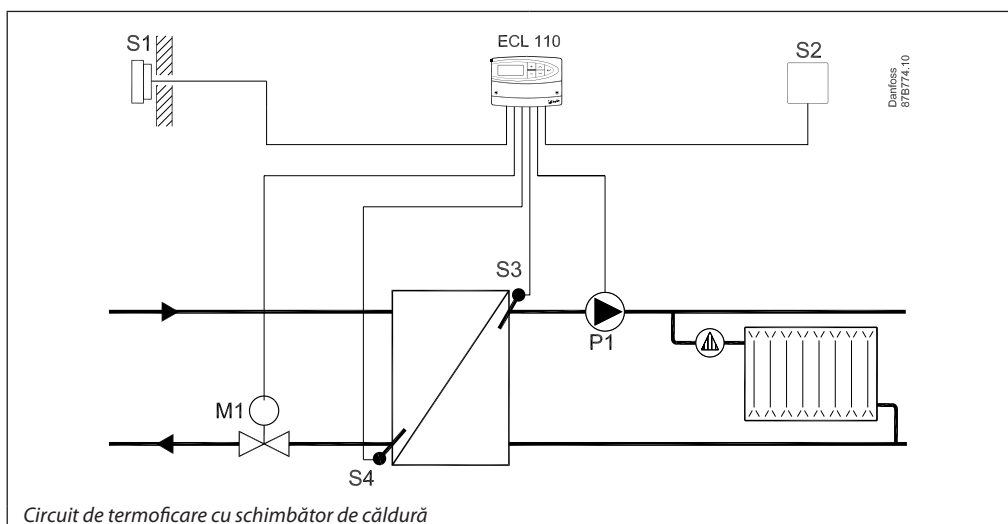 S1
ECL 110
S2
Danfoss
87B774.10
S3
P1
M1
S4
Circuit de termoficare cu schimbător de căldură